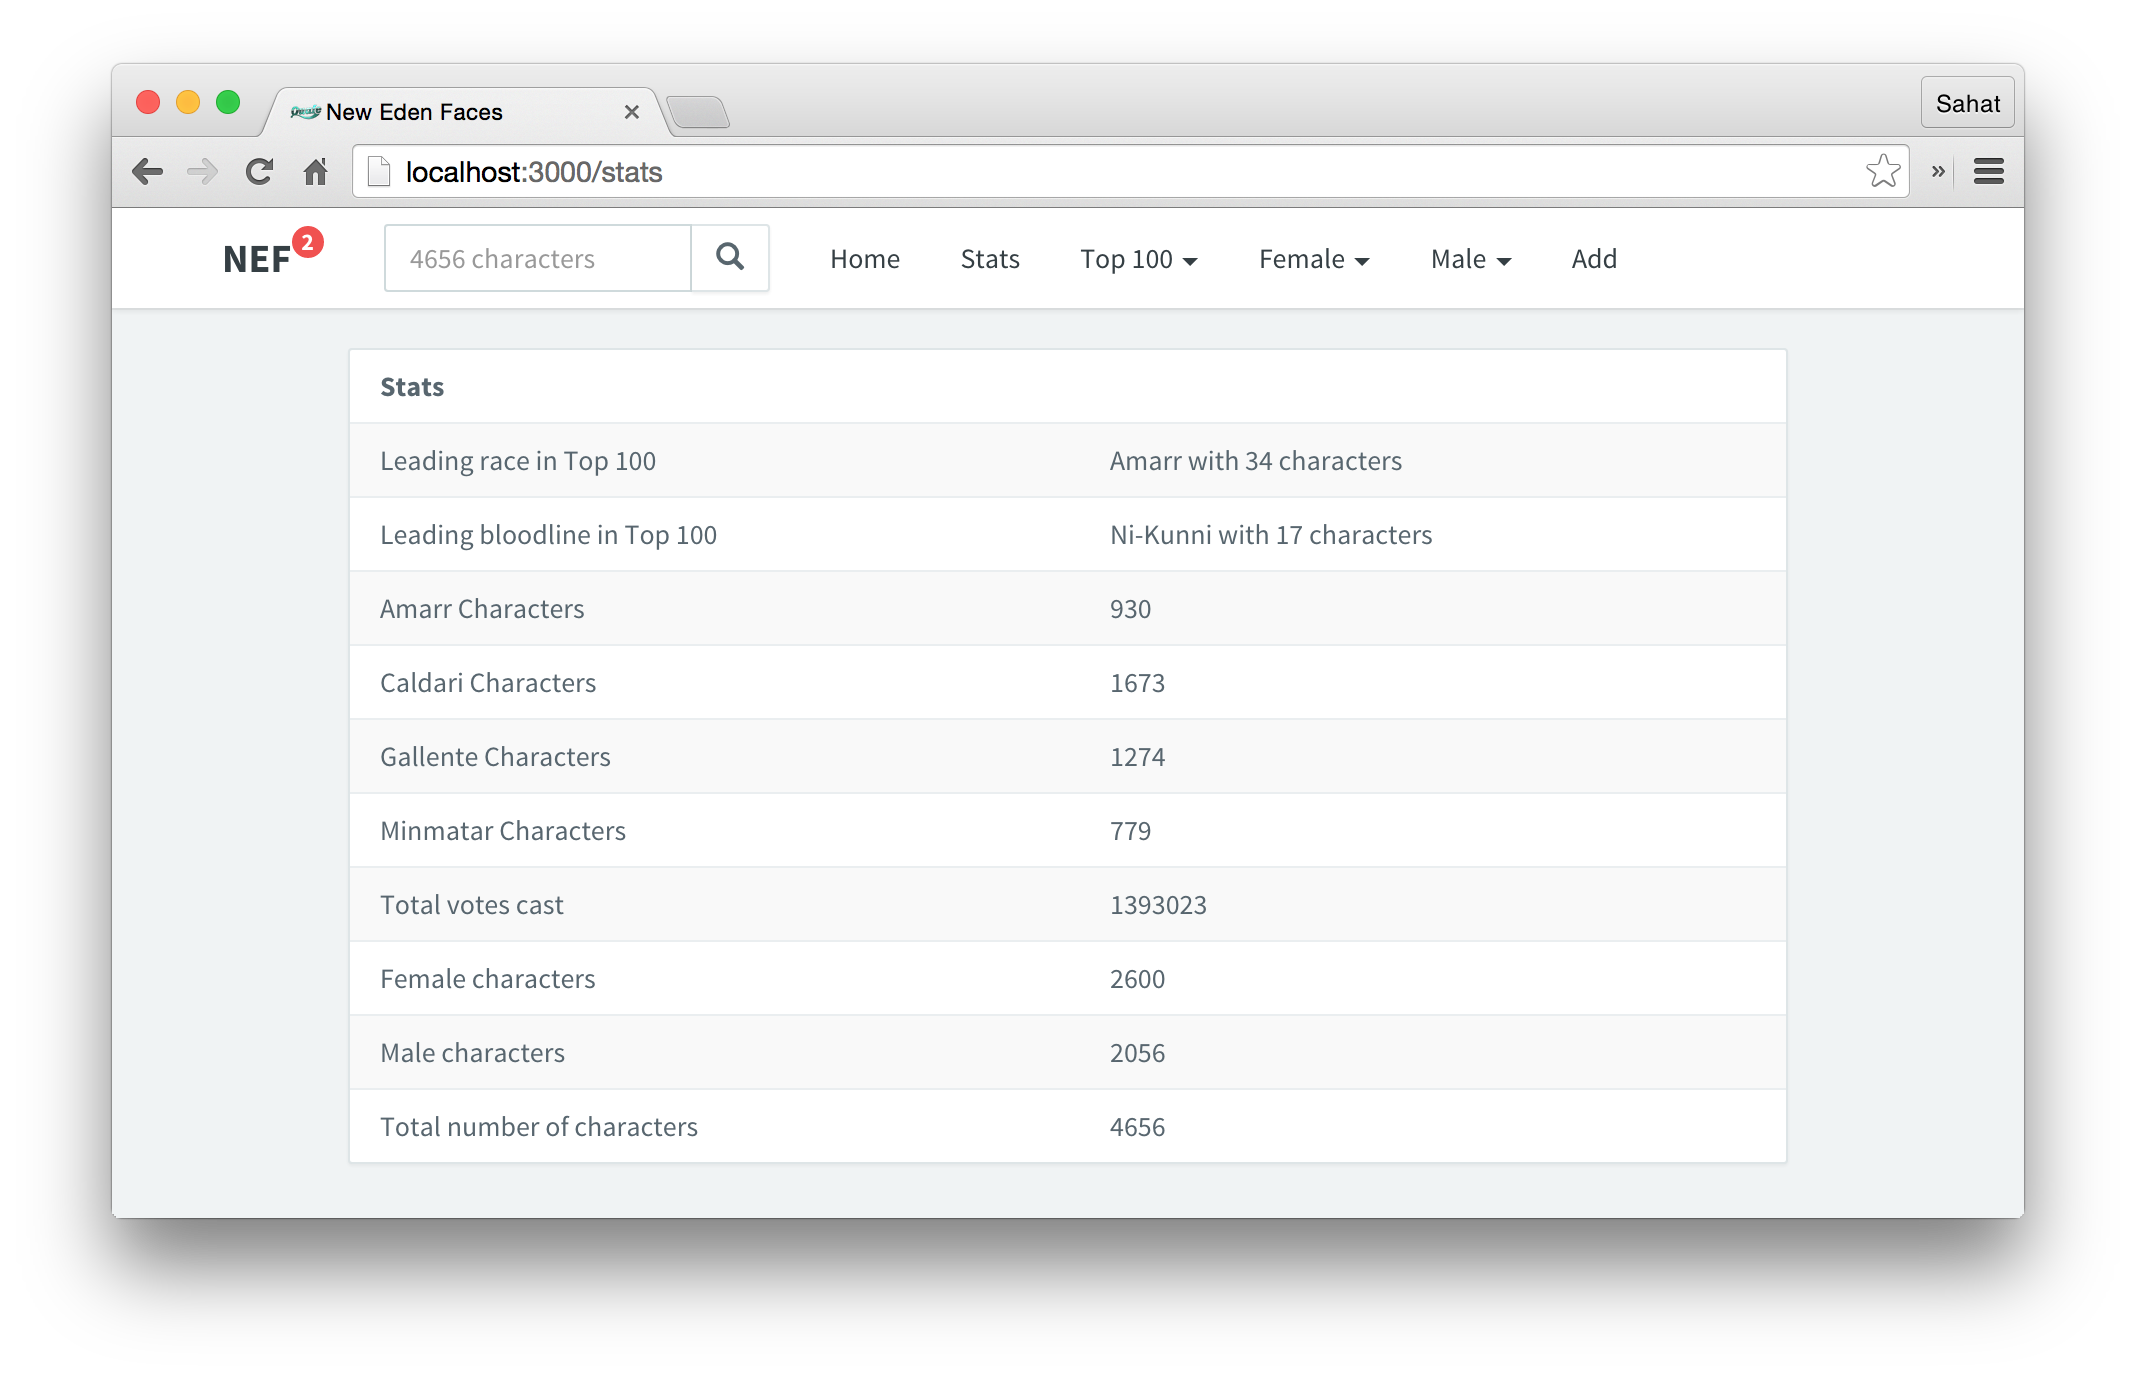 New Eden Faces
Sahat
localhost:3000/stats
NEF 2 4656 characters Home Stats Top 100 Female Male Add
Stats
Leading race in Top 100 Amarr with 34 characters
Leading bloodline in Top 100 Ni-Kunni with 17 characters
Amarr Characters 930
Caldari Characters 1673
Gallente Characters 1274
Minmatar Characters 779
Total votes cast 1393023
Female characters 2600
Male characters 2056
Total number of characters 4656